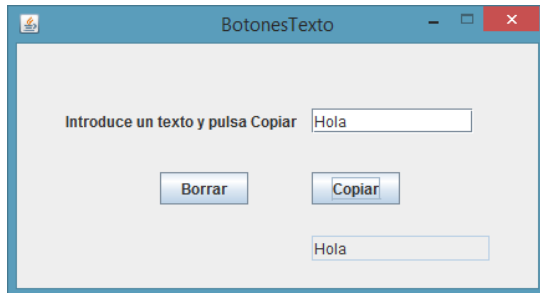 BotonesTexto
Introduce un texto y pulsa Copiar Hola
Borrar Copiar
Hola